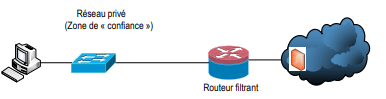 Réseau privé
(Zone de « confiance »)
Routeur filtrant